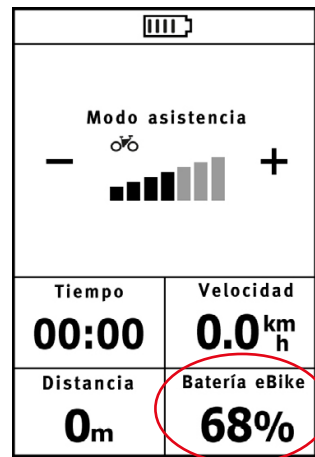 Modo asistencia
− +
Tiempo Velocidad
00:00 0.0 km/h
Distancia Batería eBike
0m 68%